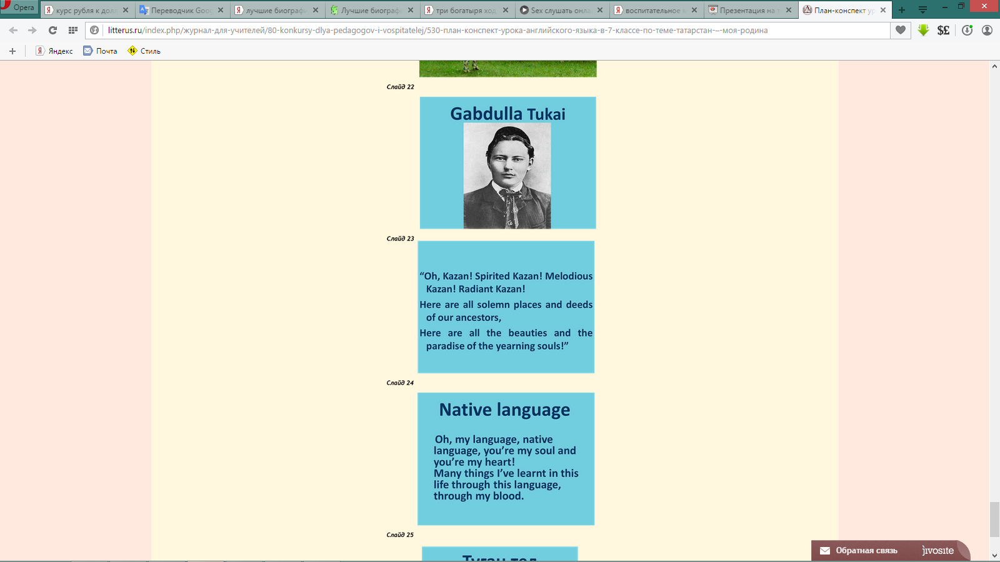 Opera
курс рубля к долл
Переводчик Goog
лучшие биографи
Лучшие биограф
три богатыря ход
Sex слушать онла
воспитательное м
Презентация на т
План-конспект ур
litterus.ru/index.php/журнал-для-учителей/80-konkursy-dlya-pedagogov-i-vospitatelej/530-план-конспект-урока-английского-языка-в-7-классе-по-теме-татарстан-–-моя-родина
$£
Яндекс
Почта
Стиль
Слайд 22
Gabdulla Tukai
Слайд 23
“Oh, Kazan! Spirited Kazan! Melodious
Kazan! Radiant Kazan!
Here are all solemn places and deeds
of our ancestors,
Here are all the beauties and the
paradise of the yearning souls!”
Слайд 24
Native language
Oh, my language, native
language, you’re my soul and
you’re my heart!
Many things I’ve learnt in this
life through this language,
through my blood.
Слайд 25
Туган тел
Обратная связь
jivosite